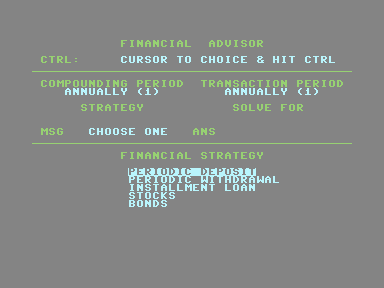 FINANCIAL ADVISOR
CTRL: CURSOR TO CHOICE & HIT CTRL
COMPOUNDING PERIOD TRANSACTION PERIOD
ANNUALLY (1) ANNUALLY (1)
STRATEGY SOLVE FOR
MSG CHOOSE ONE ANS
FINANCIAL STRATEGY
PERIODIC DEPOSIT
PERIODIC WITHDRAWAL
INSTALLMENT LOAN
STOCKS
BONDS